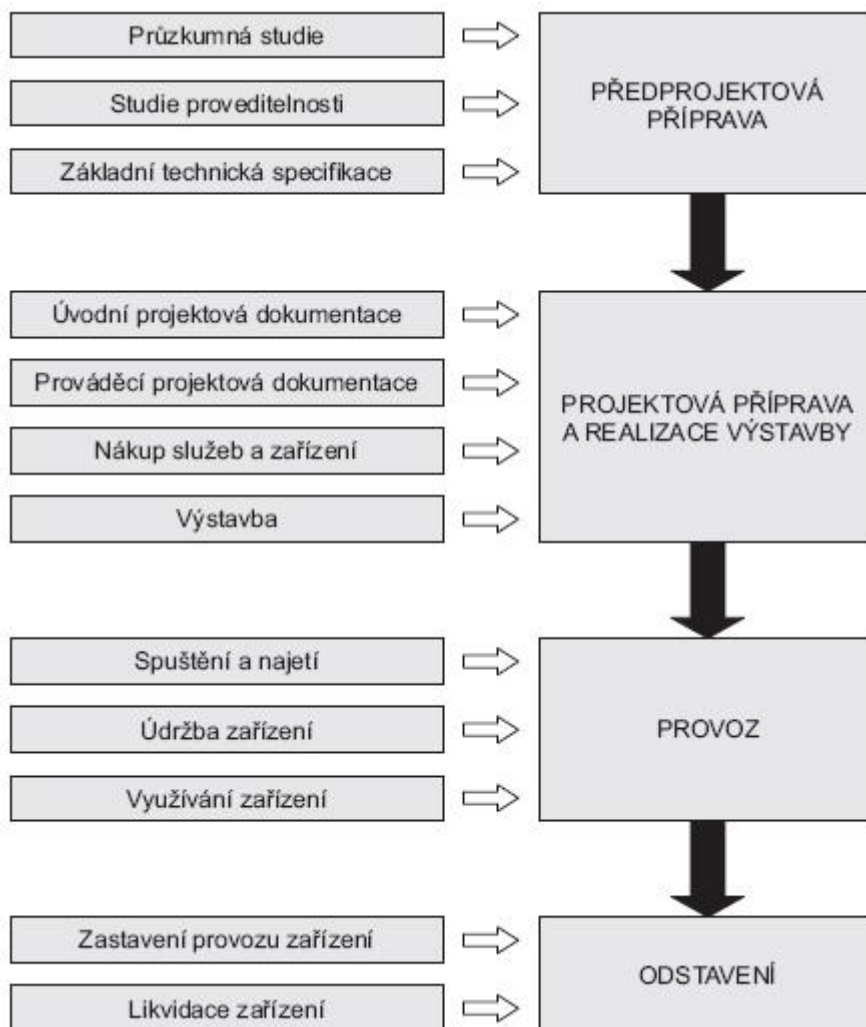 Průzkumná studie
Studie proveditelnosti
Základní technická specifikace
PŘEDPROJEKTOVÁ
PŘÍPRAVA
Úvodní projektová dokumentace
Prováděcí projektová dokumentace
Nákup služeb a zařízení
Výstavba
PROJEKTOVÁ PŘÍPRAVA
A REALIZACE VÝSTAVBY
Spuštění a najetí
Údržba zařízení
Využívání zařízení
PROVOZ
Zastavení provozu zařízení
Likvidace zařízení
ODSTAVENÍ